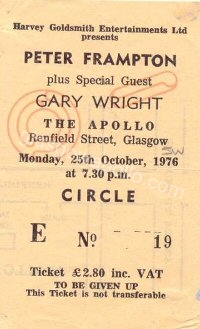 Harvey Goldsmith Entertainments Ltd
presents
PETER FRAMPTON
plus Special Guest
GARY WRIGHT
THE APOLLO
Renfield Street, Glasgow
Monday, 25th October, 1976
at 7.30 p.m.
CIRCLE
E No 19
Ticket £2.80 inc. VAT
TO BE GIVEN UP
This Ticket is not transferable